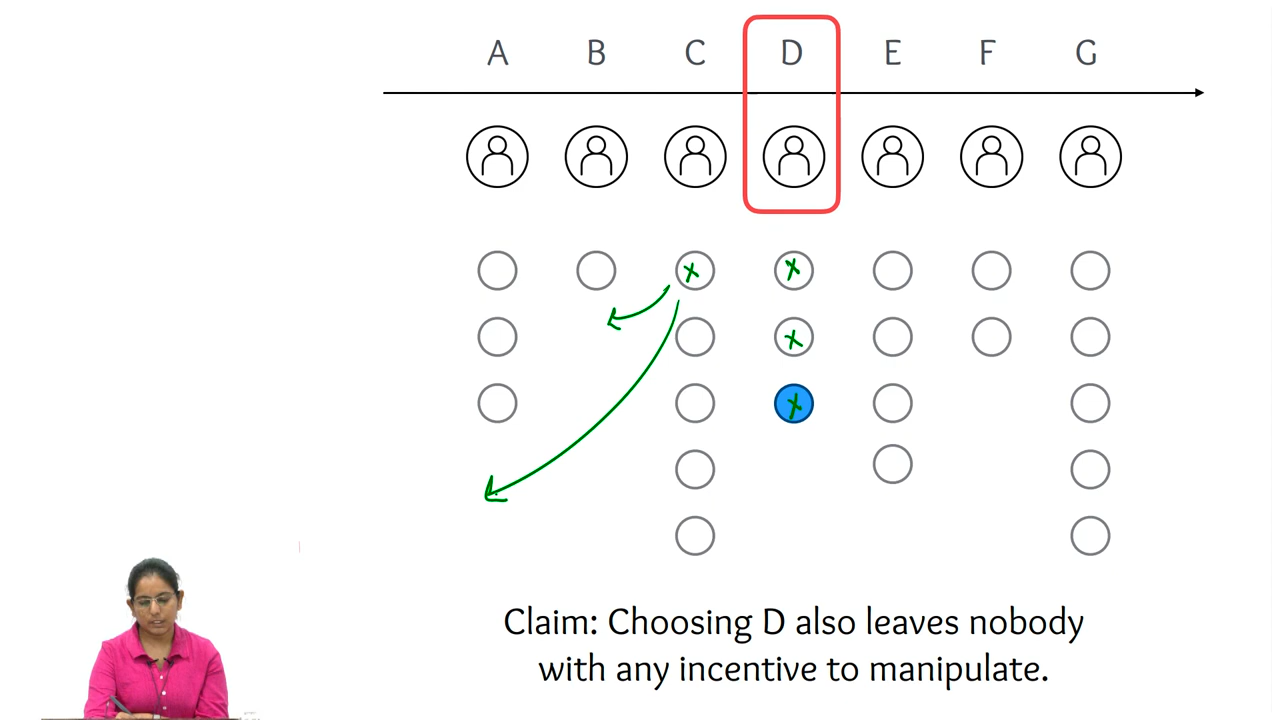 A B C D E F G
Claim: Choosing D also leaves nobody
with any incentive to manipulate.